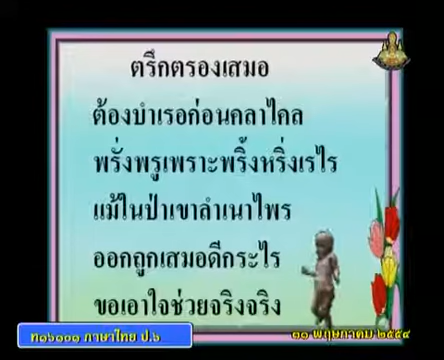 ตรึกตรองเสมอ
ต้องบำเรอก่อนคลาไคล
พรั่งพรูเพราะพริ้งหริ่งเรไร
แม้ในป่าเขาลำเนาไพร
ออกถูกเสมอดีกระไร
ขอเอาใจช่วยจริงจริง
ท๑๖๑๐๑ ภาษาไทย ป.๖
๓๑ พฤษภาคม ๒๕๕๔